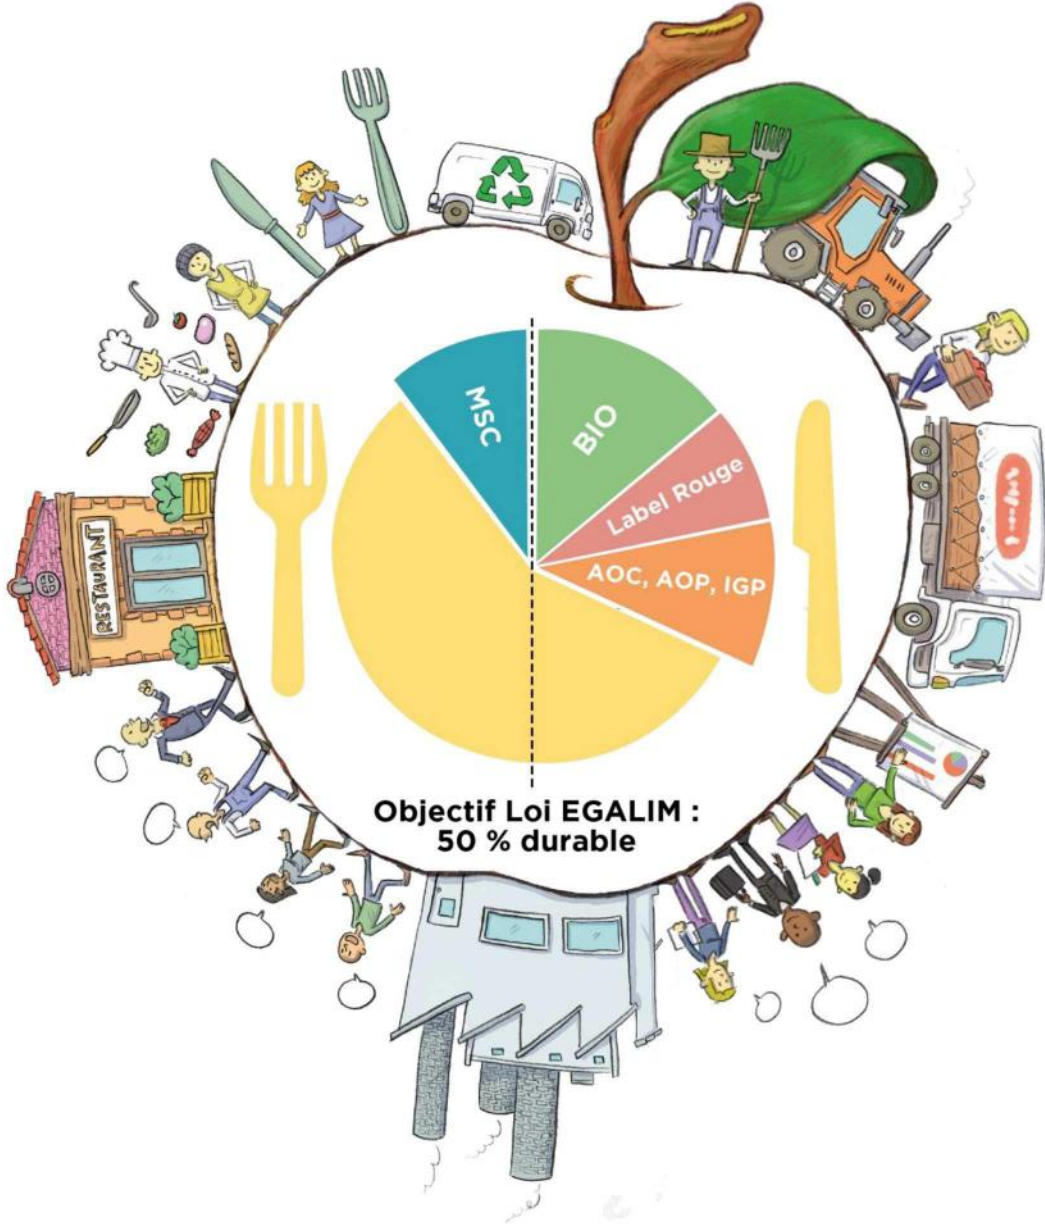 MSC
BIO
Label Rouge
AOC, AOP, IGP
RESTAURANT
Objectif Loi EGALIM :
50 % durable